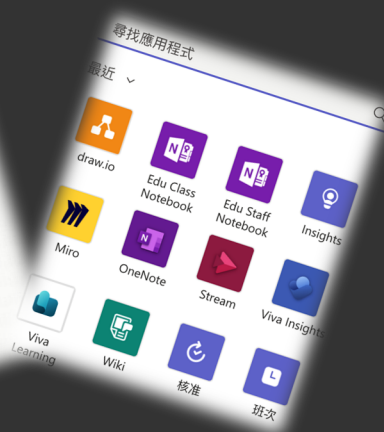 尋找應用程式
最近
draw.io
Edu Class
Notebook
Edu Staff
Notebook
Insights
Miro
OneNote
Stream
Viva Insights
Viva
Learning
Wiki
核准
班次